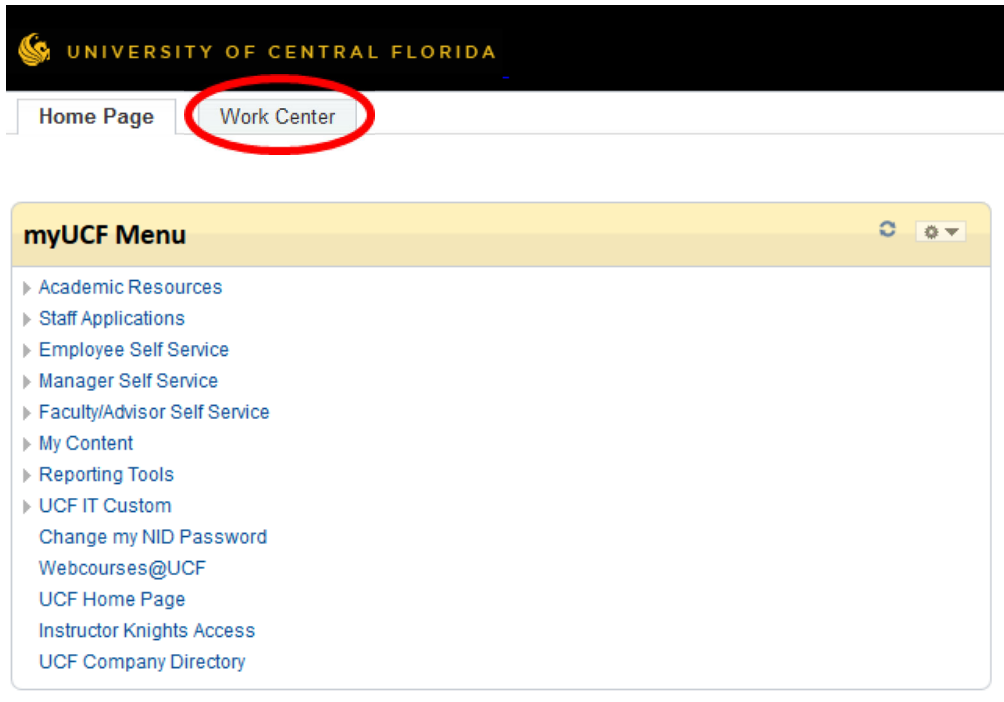 UNIVERSITY OF CENTRAL FLORIDA
Home Page Work Center
myUCF Menu
Academic Resources
Staff Applications
Employee Self Service
Manager Self Service
Faculty/Advisor Self Service
My Content
Reporting Tools
UCF IT Custom
Change my NID Password
Webcourses@UCF
UCF Home Page
Instructor Knights Access
UCF Company Directory